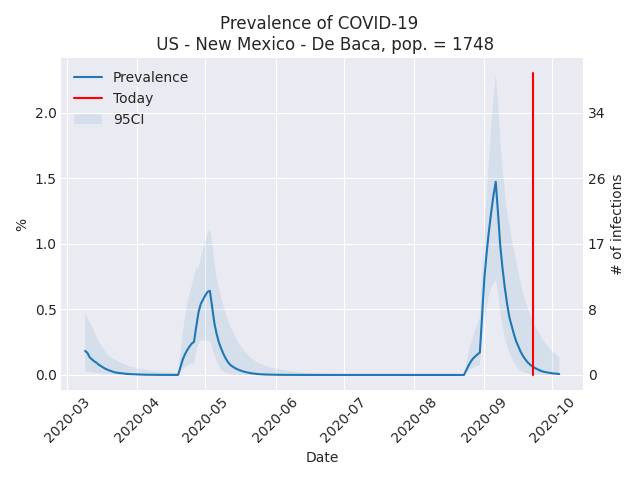 Prevalence of COVID-19
US - New Mexico - De Baca, pop. = 1748
Prevalence
Today
95CI
2.0
1.5
1.0
0.5
0.0
%
34
26
17
8
0
# of infections
2020-03
2020-04
2020-05
2020-06
2020-07
2020-08
2020-09
2020-10
Date